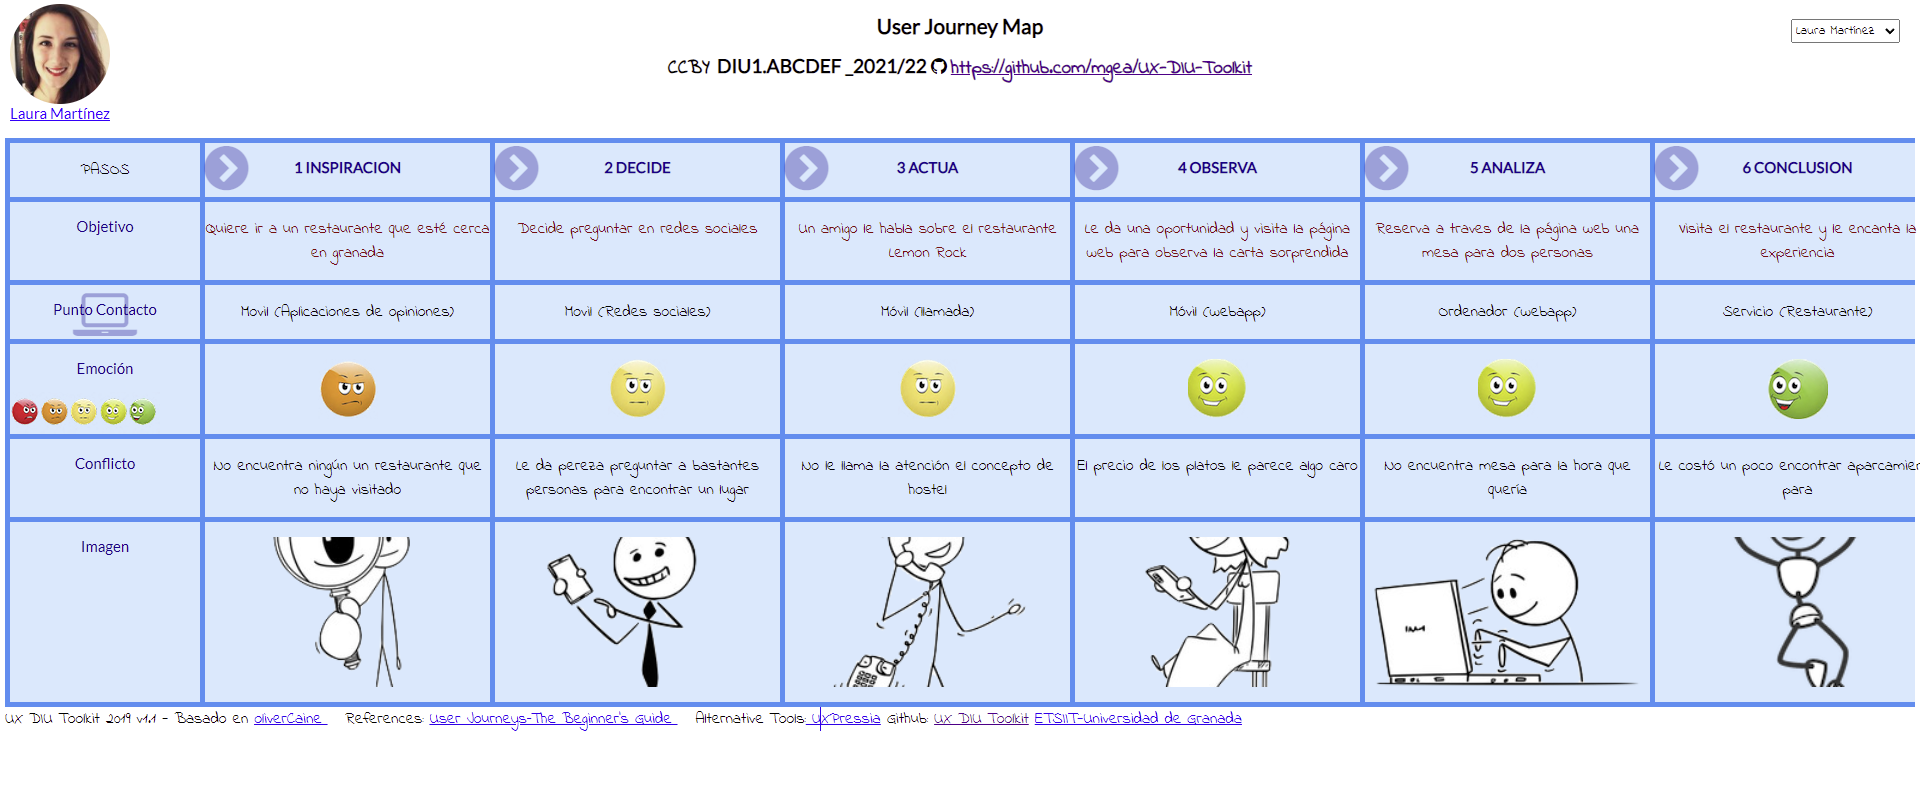 User Journey Map
Laura Martínez
CCBY DIU1.ABCDEF_2021/22 https://github.com/mgea/UX-DIU-Toolkit
Laura Martínez
PASOS
1 INSPIRACION
2 DECIDE
3 ACTUA
4 OBSERVA
5 ANALIZA
6 CONCLUSION
Objetivo
Quiere ir a un restaurante que esté cerca
en granada
Decide preguntar en redes sociales
Un amigo le habla sobre el restaurante
Lemon Rock
Le da una oportunidad y visita la página
web para observa la carta sorprendida
Reserva a traves de la página web una
mesa para dos personas
Visita el restaurante y le encanta la
experiencia
Punto Contacto
Movil (Aplicaciones de opiniones)
Movil (Redes sociales)
Móvil (llamada)
Móvil (webapp)
Ordenador (webapp)
Servicio (Restaurante)
Emoción
Conflicto
No encuentra ningún un restaurante que
no haya visitado
Le da pereza preguntar a bastantes
personas para encontrar un lugar
No le llama la atención el concepto de
hostel
El precio de los platos le parece algo caro
No encuentra mesa para la hora que
quería
Le costó un poco encontrar
para
Imagen
UX DIU Toolkit 2019 v1.1 - Basado en oliverCaine References: User Journeys-The Beginner's Guide Alternative Tools: UXPressia Github: UX DIU Toolkit ETSIIT-Universidad de Granada